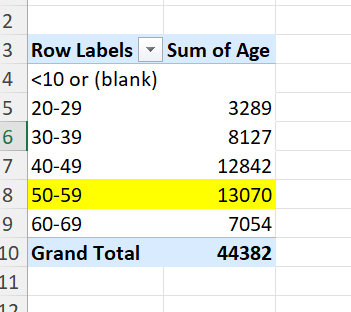 2
3 Row Labels Sum of Age
4 <10 or (blank)
5 20-29 3289
6 30-39 8127
7 40-49 12842
8 50-59 13070
9 60-69 7054
10 Grand Total 44382
11
12